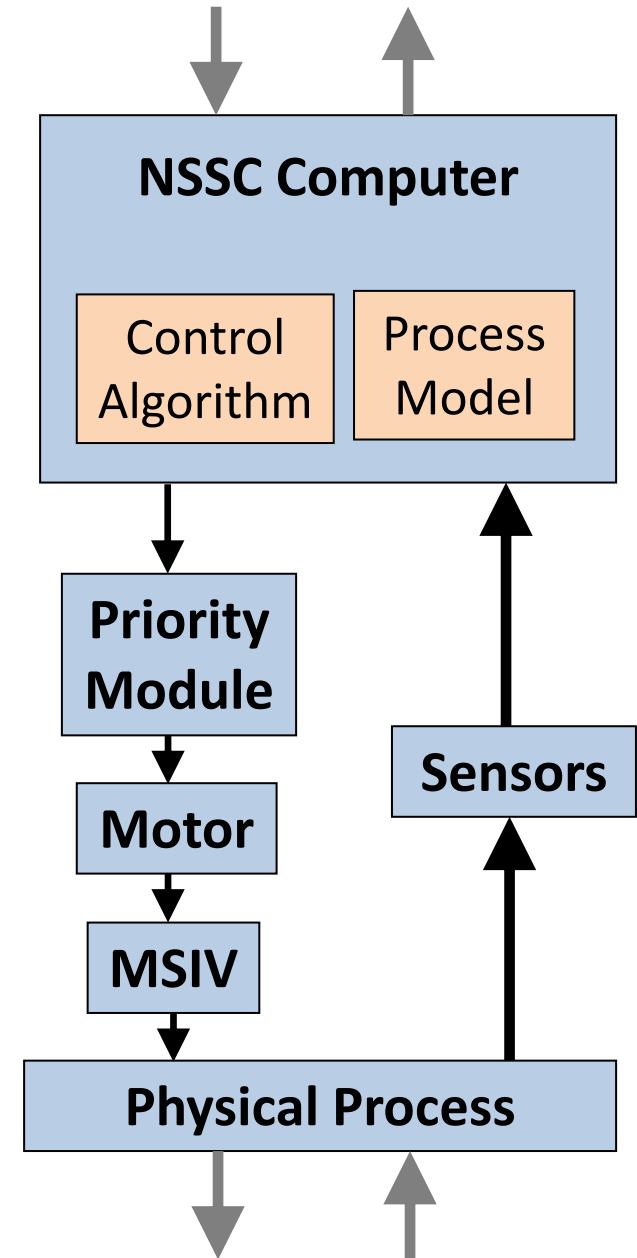 NSSC Computer
Control
Algorithm
Process
Model
Priority
Module
Sensors
Motor
MSIV
Physical Process